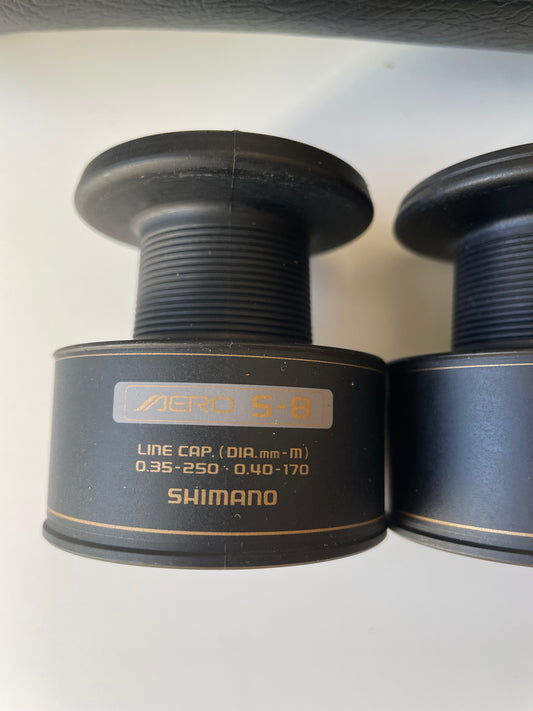 AERO S-8
LINE CAP. (DIA.mm-M)
0.35-250 · 0.40-170
SHIMANO